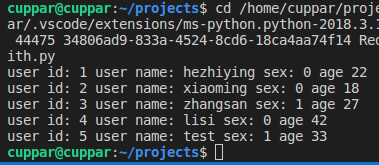 cuppar@cuppar:~/projects$ cd /home/cuppar/proje
ar/.vscode/extensions/ms-python.python-2018.3.1
 44475 34806ad9-833a-4524-8cd6-18ca4aa74f14 Red
ith.py
user id: 1 user name: hezhiying sex: 0 age 22
user id: 2 user name: xiaoming sex: 0 age 18
user id: 3 user name: zhangsan sex: 1 age 27
user id: 4 user name: lisi sex: 0 age 42
user id: 5 user name: test sex: 1 age 33
cuppar@cuppar:~/projects$